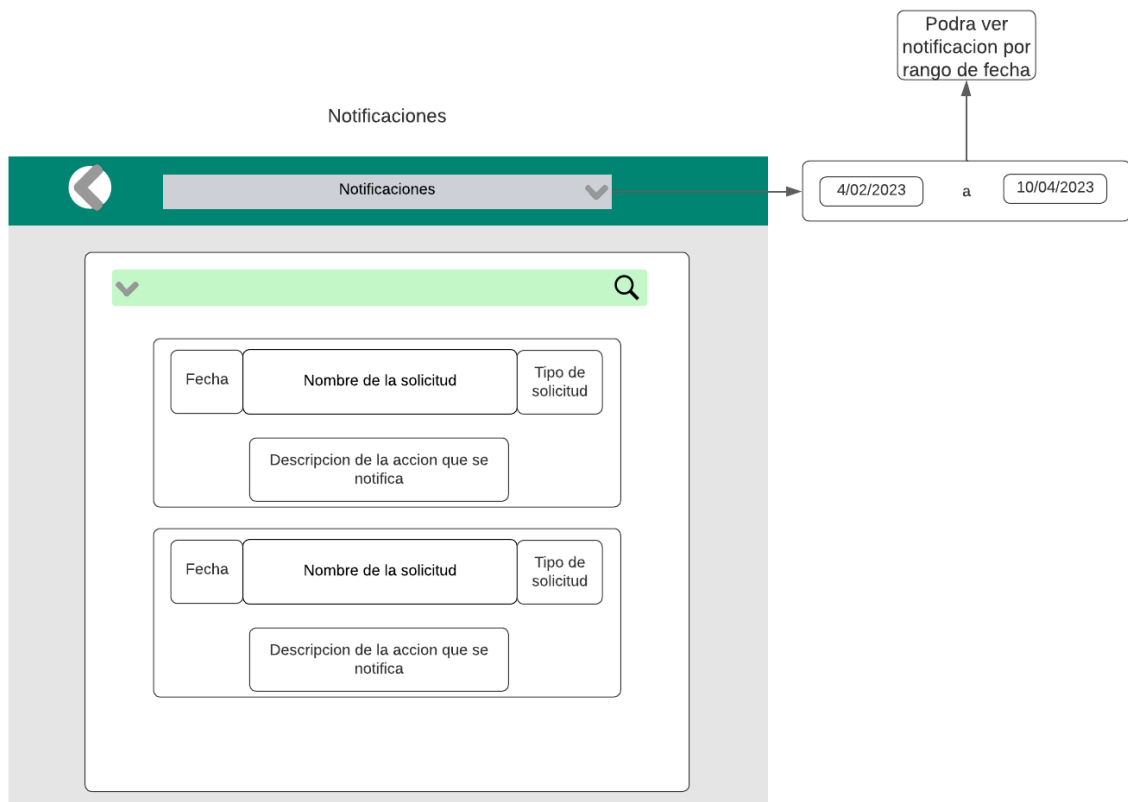 Podra ver
notificacion por
rango de fecha
Notificaciones
Notificaciones
4/02/2023
a
10/04/2023
Fecha
Nombre de la solicitud
Tipo de
solicitud
Descripcion de la accion que se
notifica
Fecha
Nombre de la solicitud
Tipo de
solicitud
Descripcion de la accion que se
notifica